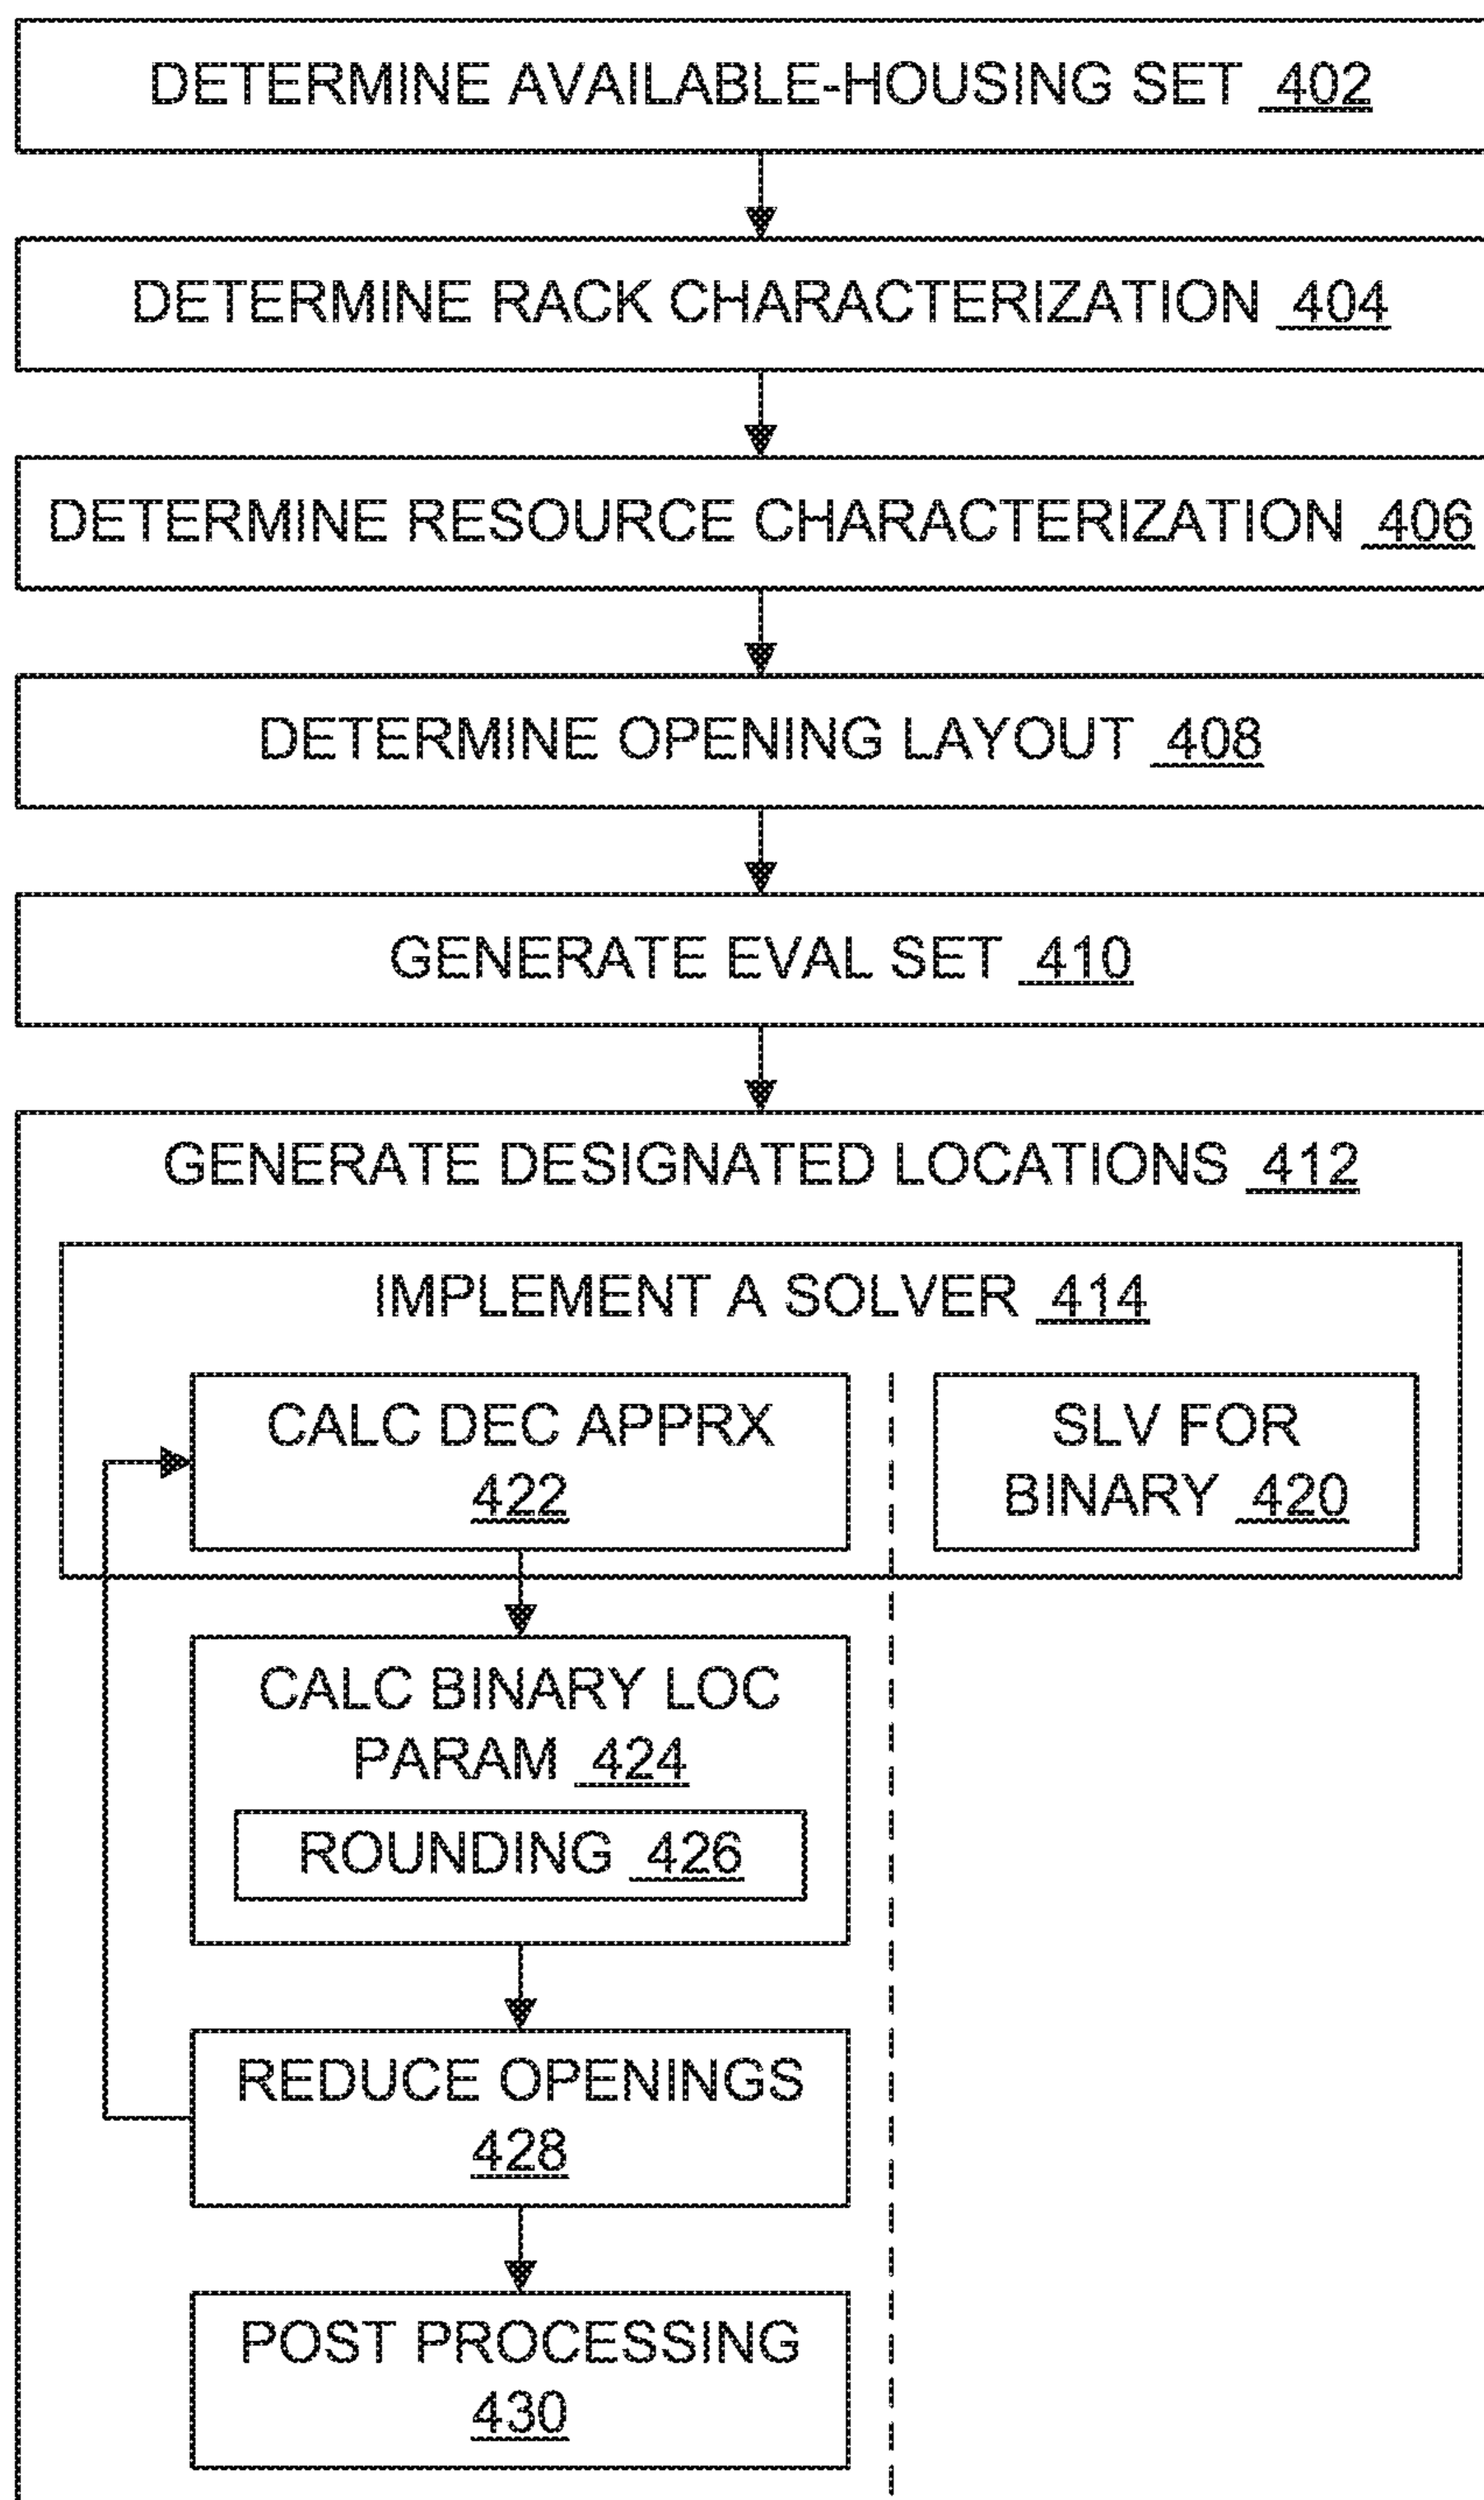 DETERMINE AVAILABLE-HOUSING SET 402
DETERMINE RACK CHARACTERIZATION 404
DETERMINE RESOURCE CHARACTERIZATION 406
DETERMINE OPENING LAYOUT 408
GENERATE EVAL SET 410
GENERATE DESIGNATED LOCATIONS 412
IMPLEMENT A SOLVER 414
CALC DEC APPRX
422
SLV FOR
BINARY 420
CALC BINARY LOC
PARAM 424
ROUNDING 426
REDUCE OPENINGS
428
POST PROCESSING
430